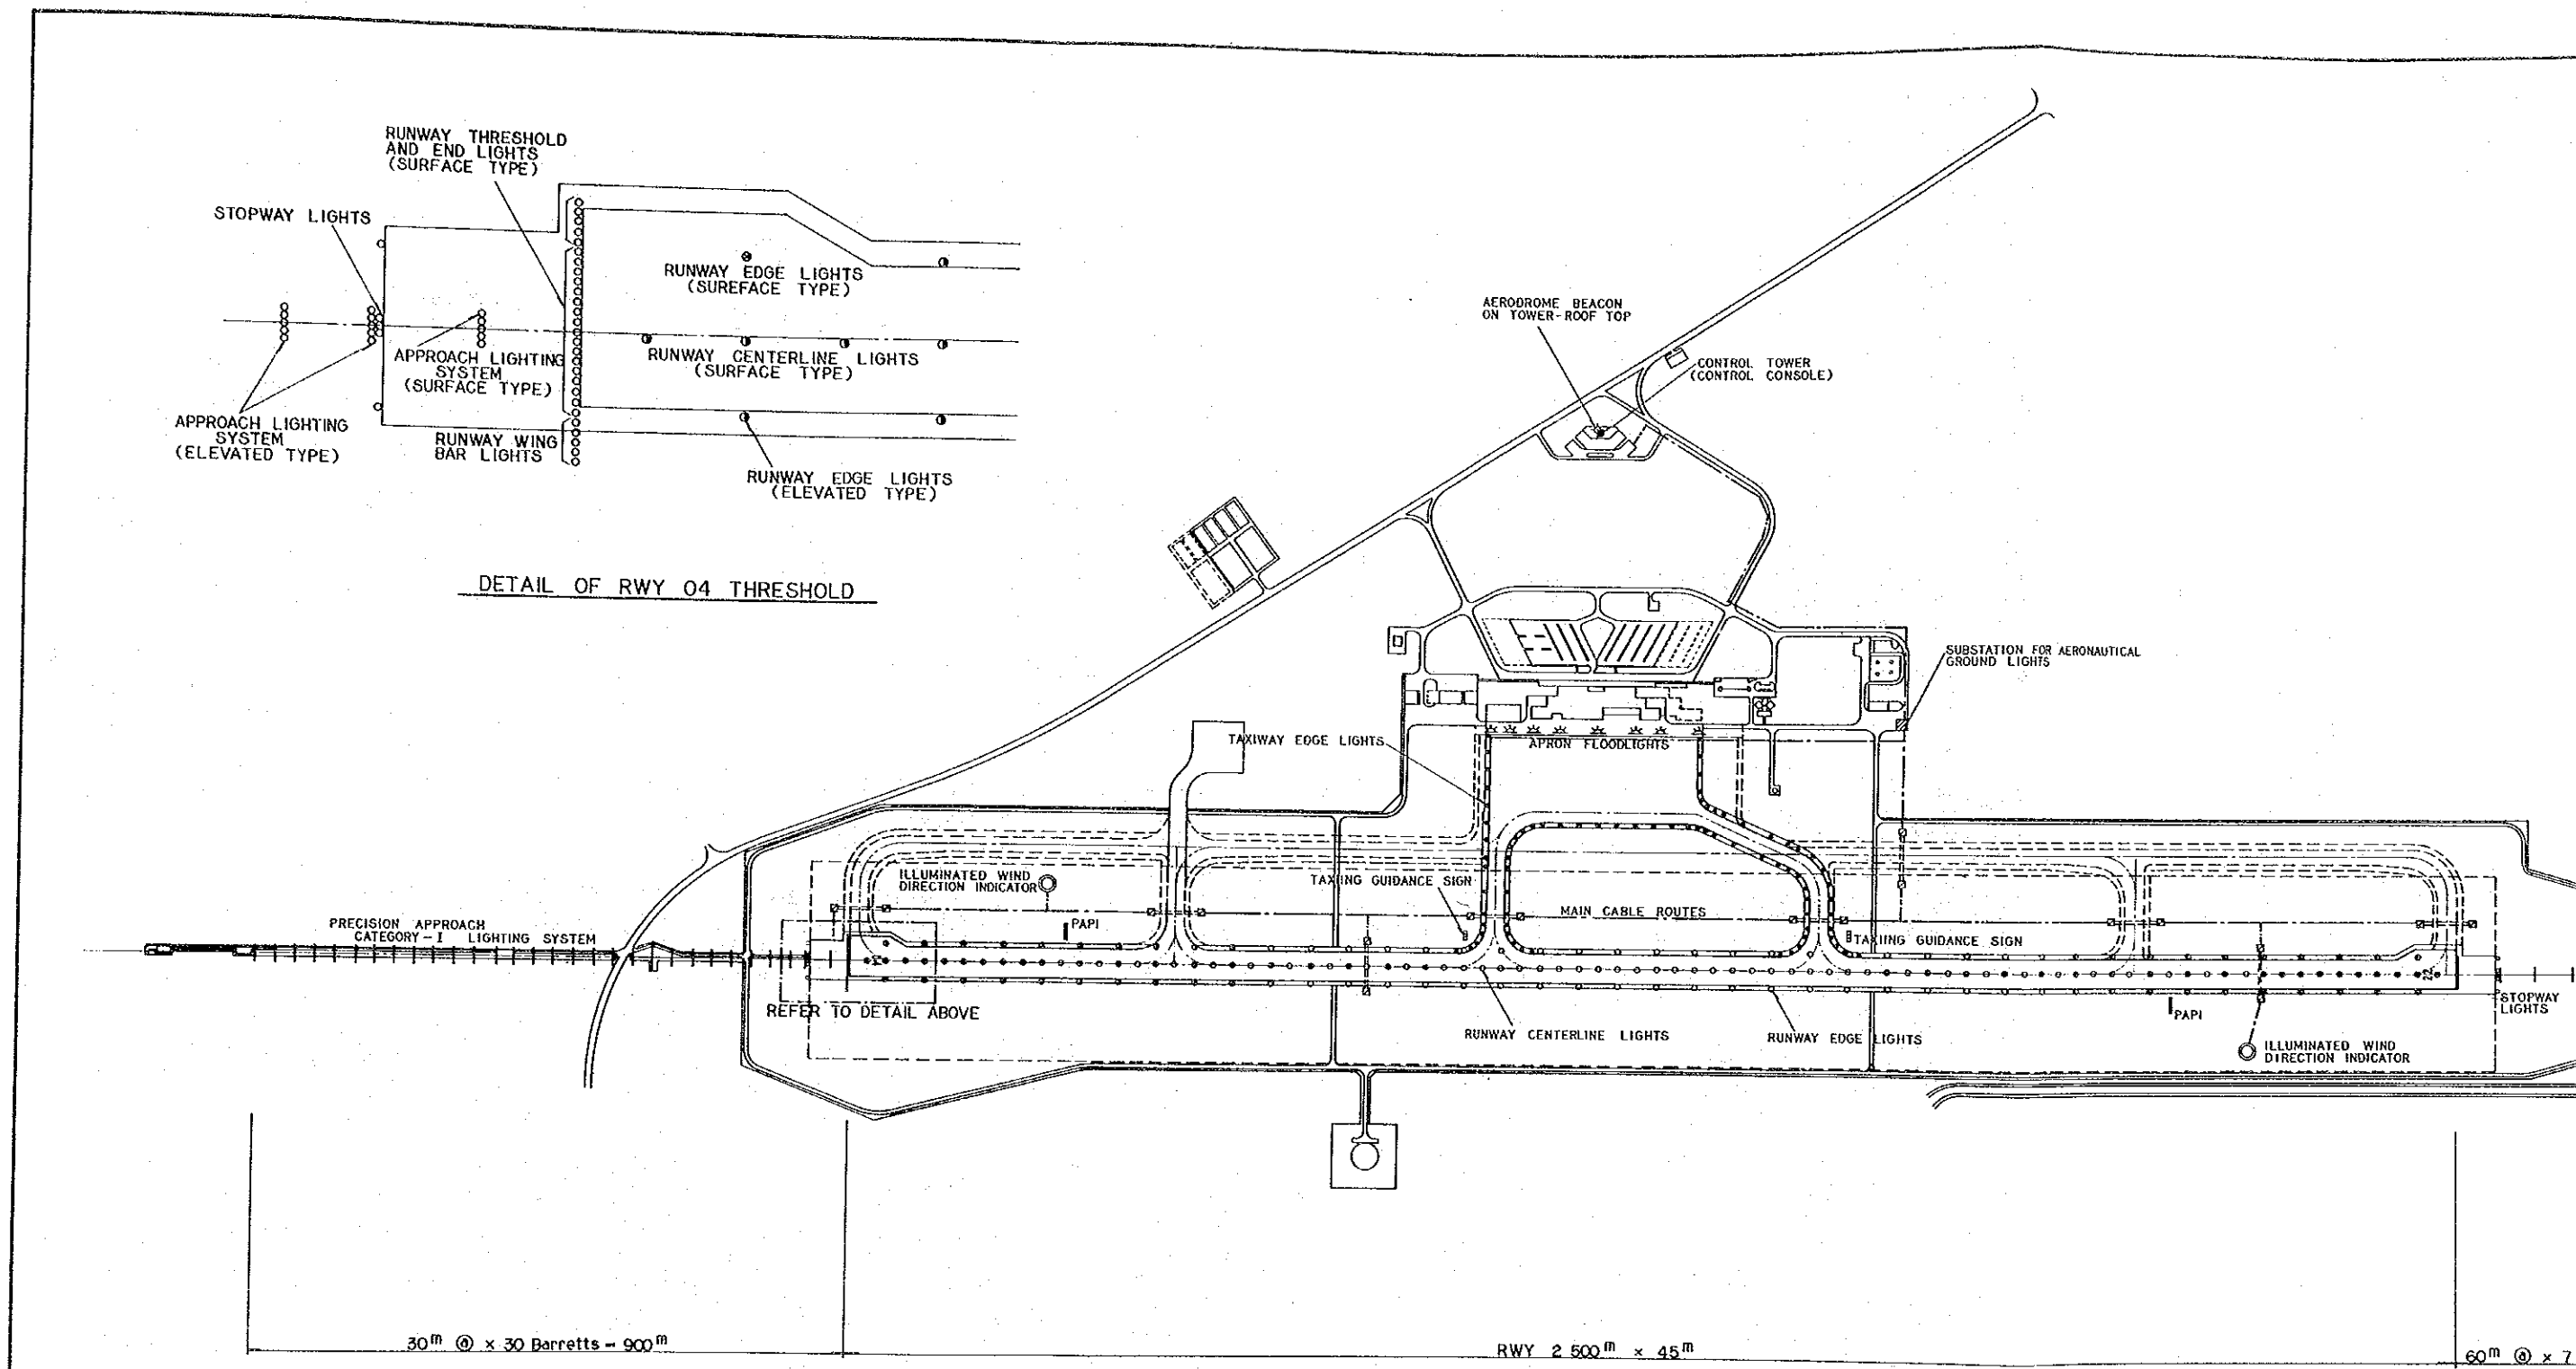 RUNWAY THRESHOLD
AND END LIGHTS
(SURFACE TYPE)
STOPWAY LIGHTS
RUNWAY EDGE LIGHTS
(SUREFACE TYPE)
APPROACH LIGHTING
SYSTEM
(SURFACE TYPE)
RUNWAY CENTERLINE LIGHTS
(SURFACE TYPE)
APPROACH LIGHTING
SYSTEM
(ELEVATED TYPE)
RUNWAY WING
BAR LIGHTS
RUNWAY EDGE LIGHTS
(ELEVATED TYPE)
DETAIL OF RWY 04 THRESHOLD
AERODROME BEACON
ON TOWER-ROOF TOP
CONTROL TOWER
(CONTROL CONSOLE)
SUBSTATION FOR AERONAUTICAL
GROUND LIGHTS
TAXIWAY EDGE LIGHTS
APRON FLOODLIGHTS
ILLUMINATED WIND
DIRECTION INDICATOR
TAXIING GUIDANCE SIGN
MAIN CABLE ROUTES
PRECISION APPROACH
CATEGORY-I LIGHTING SYSTEM
PAPI
TAXIING GUIDANCE SIGN
22
REFER TO DETAIL ABOVE
RUNWAY CENTERLINE LIGHTS
RUNWAY EDGE LIGHTS
PAPI
STOPWAY
LIGHTS
ILLUMINATED WIND
DIRECTION INDICATOR
30m @ x 30 Barretts = 900m
RWY 2 500m x 45m
60m @ x 7